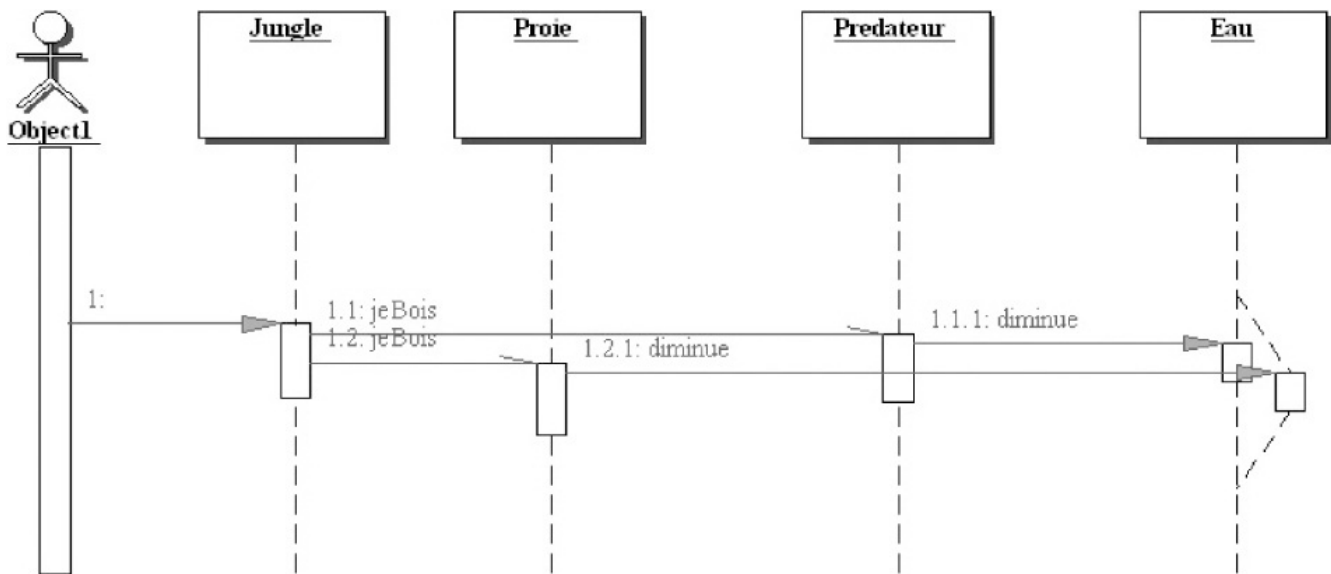 Jungle
Proie
Predateur
Eau
Object1
1:
1.1: jeBois
1.1.1: diminue
1.2: jeBois
1.2.1: diminue